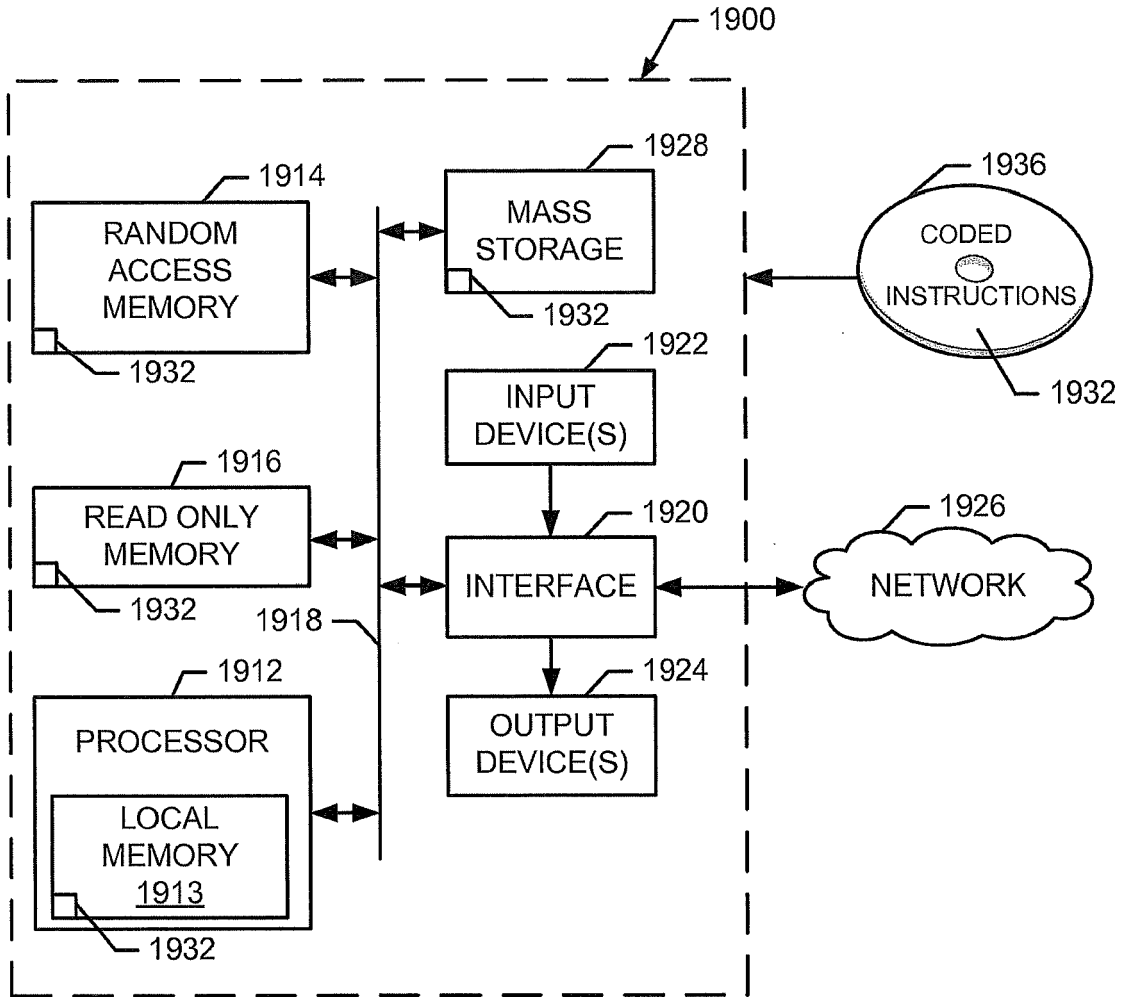 1900
1914
RANDOM
ACCESS
MEMORY
1932
1928
MASS
STORAGE
1932
1936
CODED
INSTRUCTIONS
1932
1922
INPUT
DEVICE(S)
1916
READ ONLY
MEMORY
1932
1920
INTERFACE
1926
NETWORK
1918
1912
PROCESSOR
LOCAL
MEMORY
1913
1932
1924
OUTPUT
DEVICE(S)